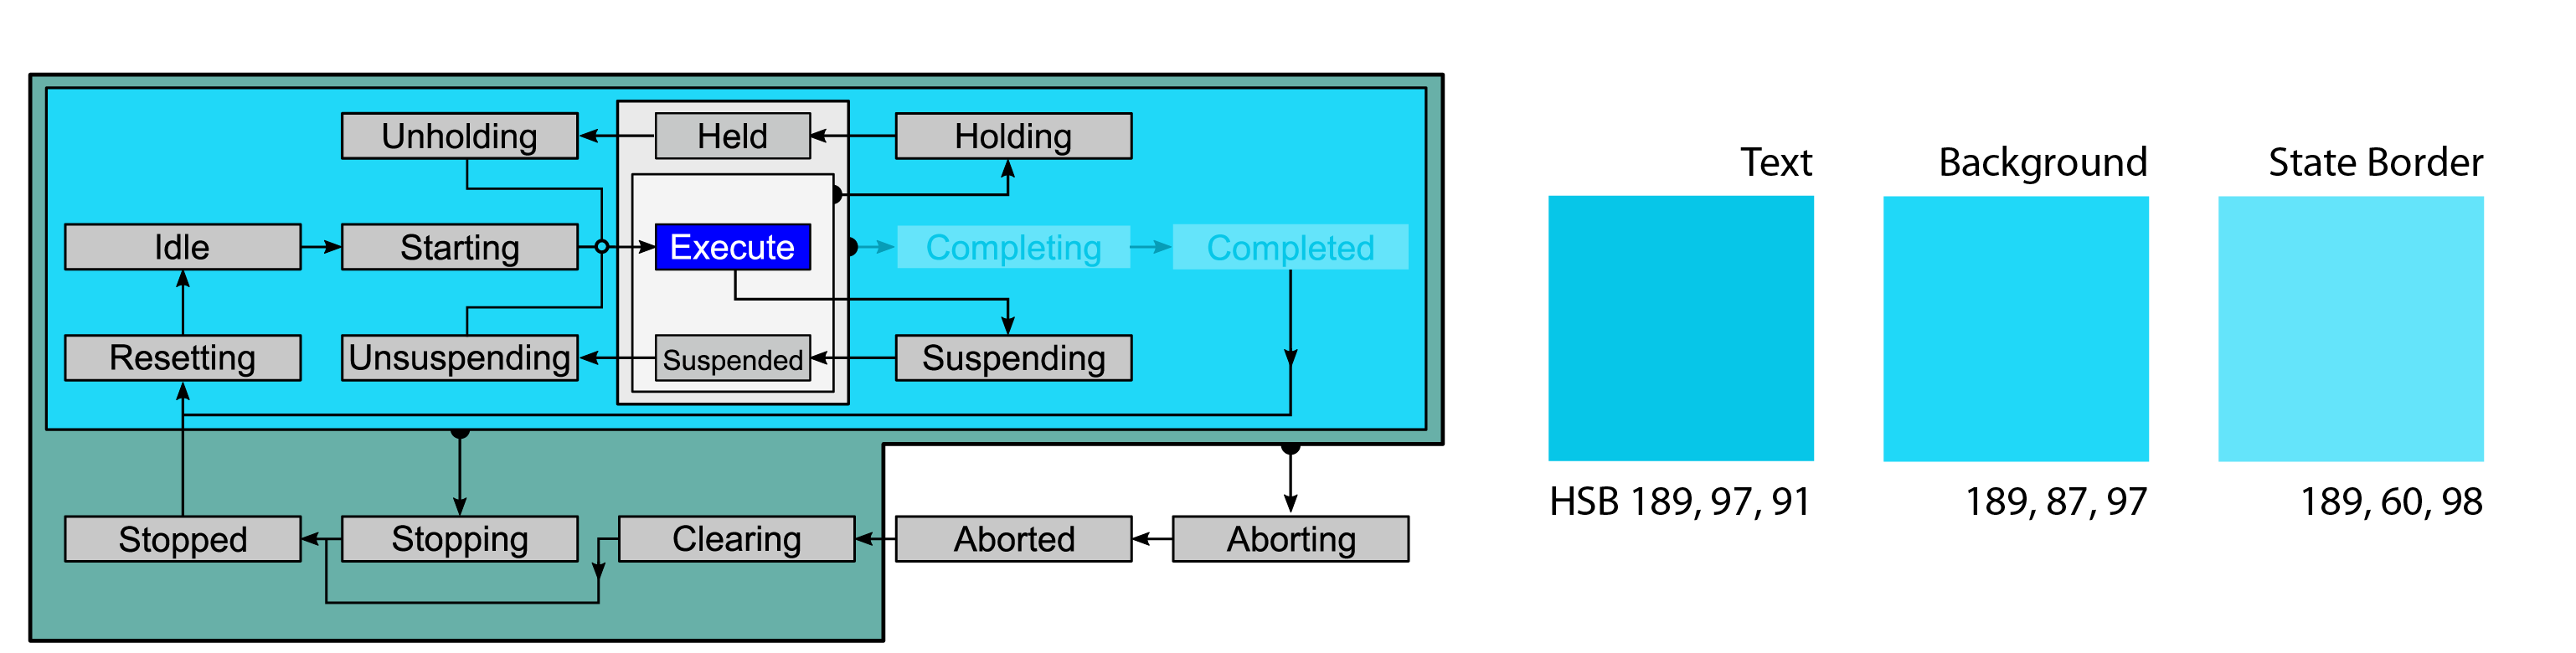 Unholding
Held
Holding
Idle
Starting
Execute
Completing
Completed
Resetting
Unsuspending
Suspended
Suspending
Stopped
Stopping
Clearing
Aborted
Aborting
Text
Background
State Border
HSB 189, 97, 91
189, 87, 97
189, 60, 98